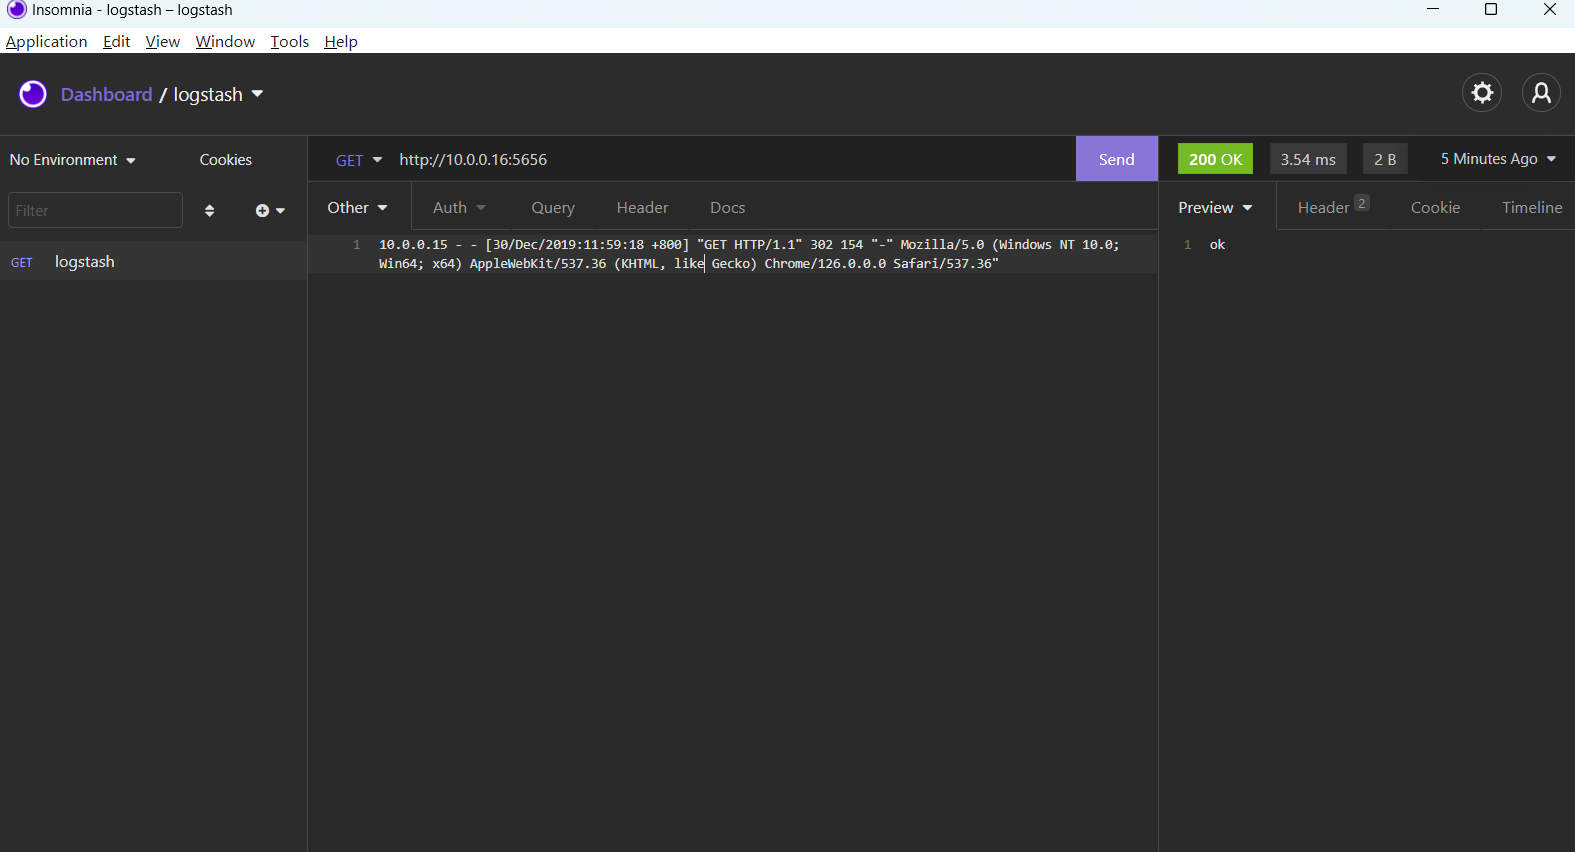 Insomnia - logstash – logstash
Application Edit View Window Tools Help
Dashboard / logstash
No Environment Cookies
GET http://10.0.0.16:5656 Send
200 OK 3.54 ms 2 B 5 Minutes Ago
Filter
Other Auth Query Header Docs
Preview Header 2 Cookie Timeline
GET logstash
1 10.0.0.15 - - [30/Dec/2019:11:59:18 +800] "GET HTTP/1.1" 302 154 "-" Mozilla/5.0 (Windows NT 10.0;
Win64; x64) AppleWebKit/537.36 (KHTML, like Gecko) Chrome/126.0.0.0 Safari/537.36"
1 ok